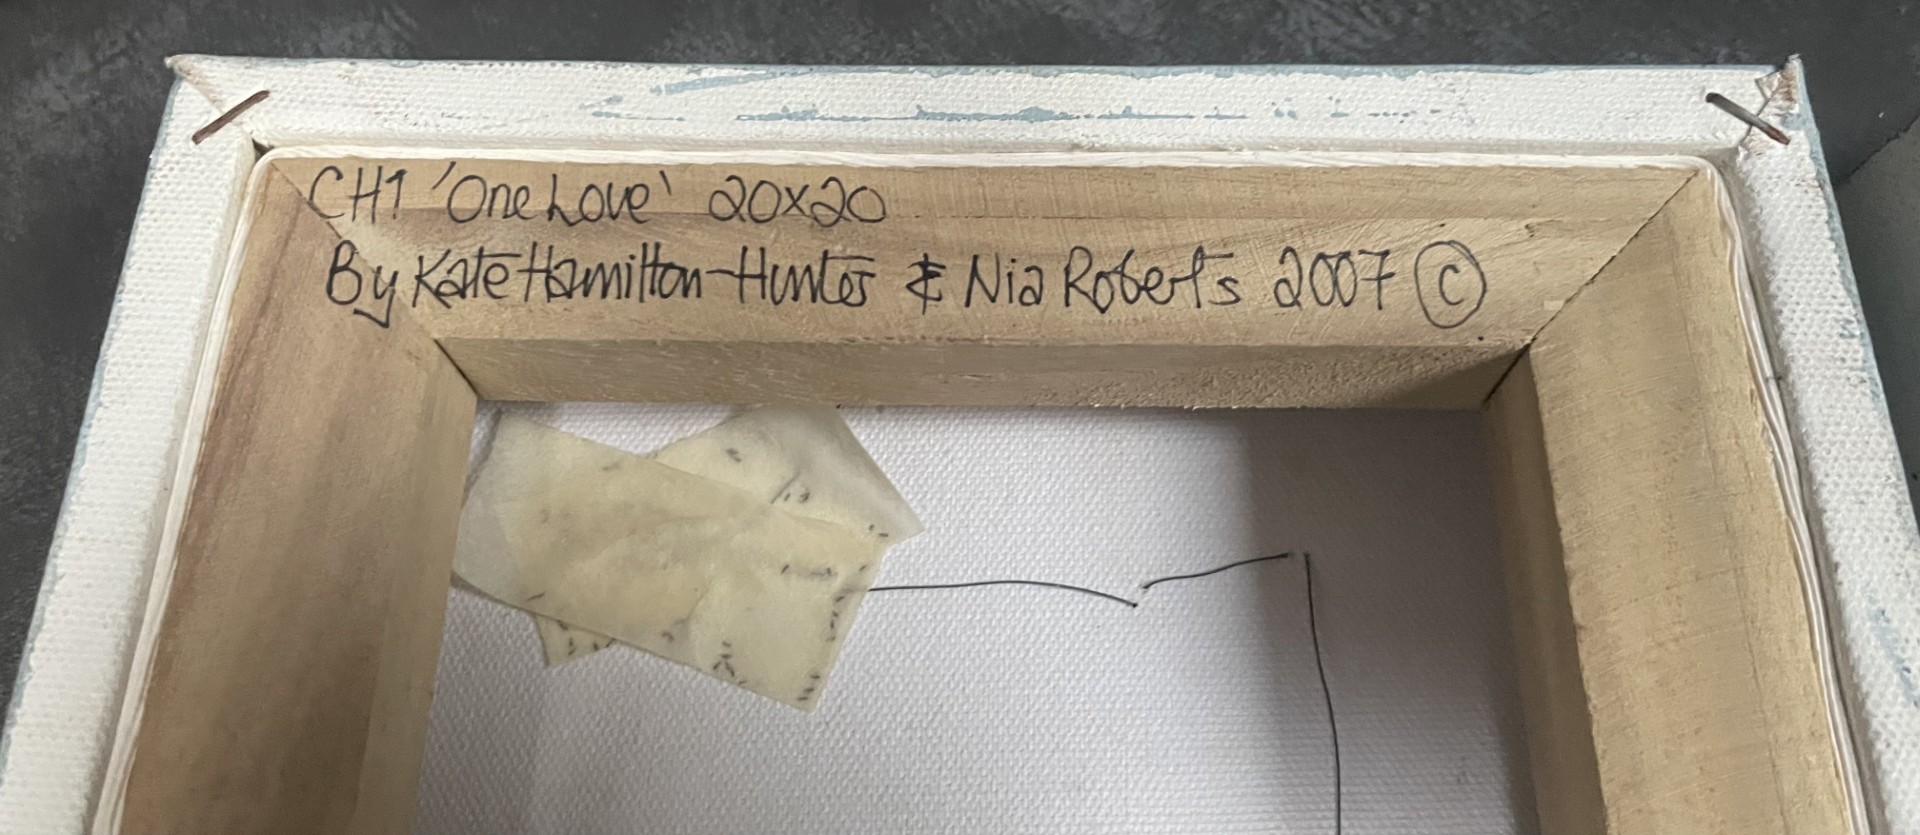 CH1 'One Love' 20x20
By Kate Hamilton-Hunter & Nia Roberts 2007 ©